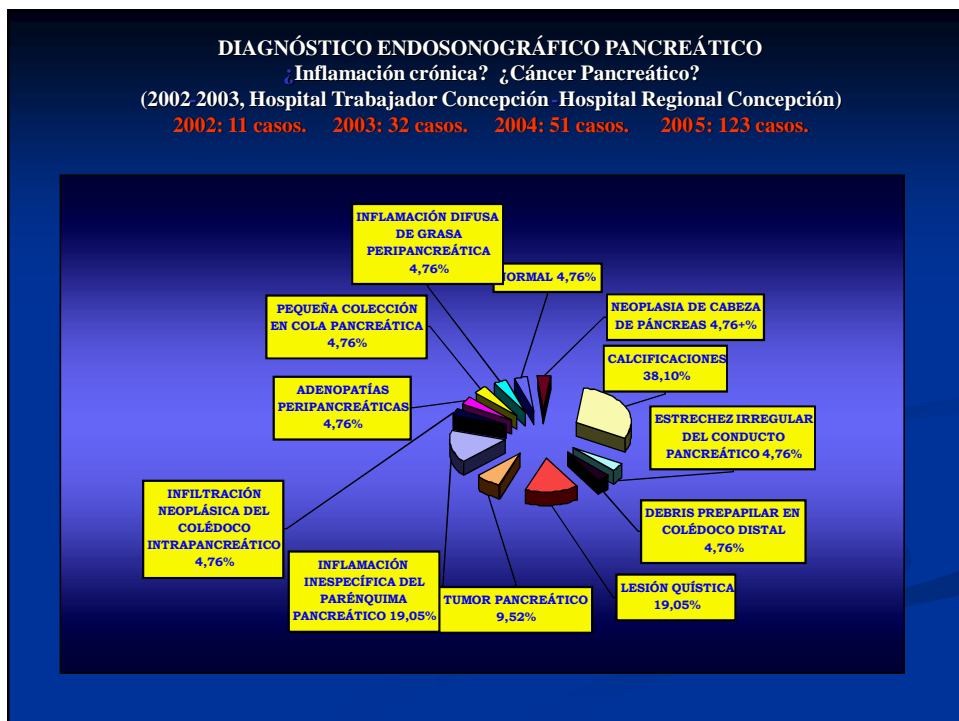 DIAGNÓSTICO ENDOSONOGRÁFICO PANCREÁTICO
¿Inflamación crónica? ¿Cáncer Pancreático?
(2002-2003, Hospital Trabajador Concepción -Hospital Regional Concepción)
2002: 11 casos. 2003: 32 casos. 2004: 51 casos. 2005: 123 casos.
INFLAMACIÓN DIFUSA
DE GRASA
PERIPANCREÁTICA
4,76%
NORMAL 4,76%
NEOPLASIA DE CABEZA
DE PÁNCREAS 4,76+%
CALCIFICACIONES
38,10%
ESTRECHEZ IRREGULAR
DEL CONDUCTO
PANCREÁTICO 4,76%
DEBRIS PREPAPILAR EN
COLÉDOCO DISTAL
4,76%
LESIÓN QUÍSTICA
19,05%
TUMOR PANCREÁTICO
9,52%
INFLAMACIÓN
INESPECÍFICA DEL
PARÉNQUIMA
PANCREÁTICO 19,05%
INFILTRACIÓN
NEOPLÁSICA DEL
COLÉDOCO
INTRAPANCREÁTICO
4,76%
ADENOPATÍAS
PERIPANCREÁTICAS
4,76%
PEQUEÑA COLECCIÓN
EN COLA PANCREÁTICA
4,76%